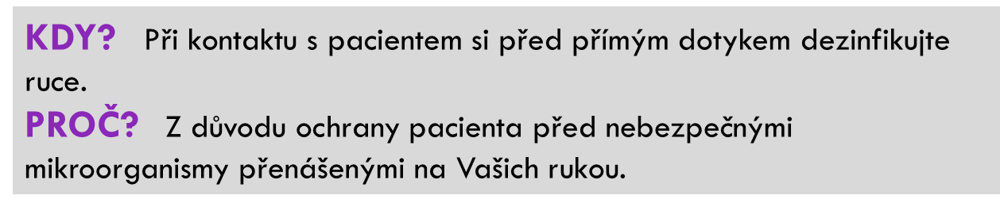 KDY? Při kontaktu s pacientem si před přímým dotykem dezinfikujte
ruce.
PROČ? Z důvodu ochrany pacienta před nebezpečnými
mikroorganismy přenášenými na Vašich rukou.